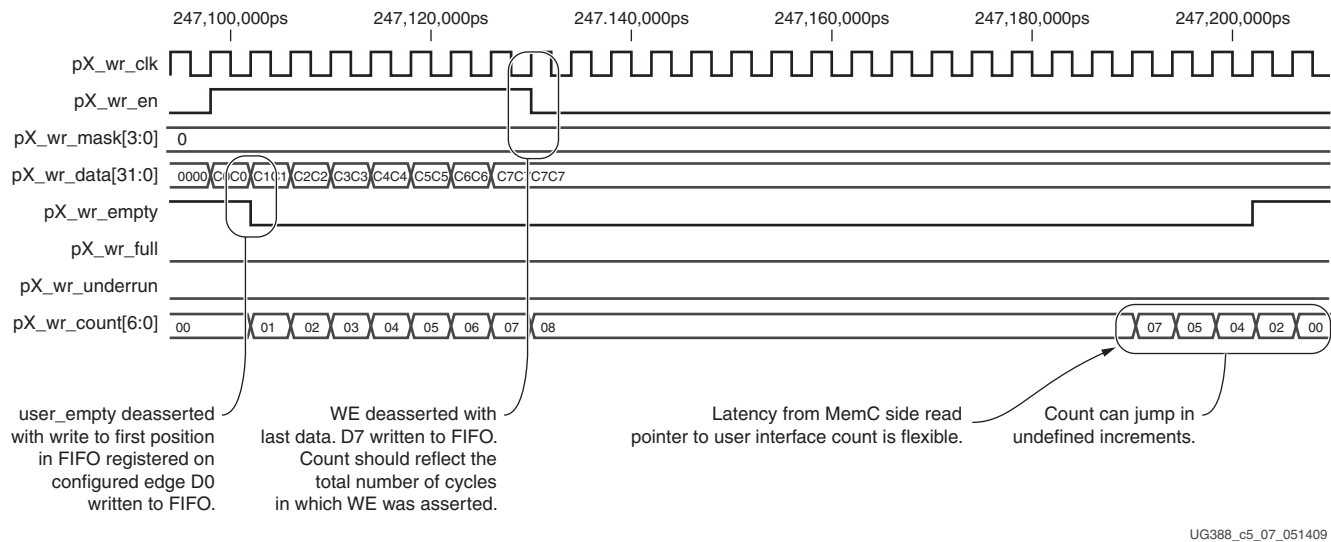 247,100,000ps 247,120,000ps 247.140,000ps 247,160,000ps 247,180,000ps 247,200,000ps
pX_wr_clk
pX_wr_en
pX_wr_mask[3:0] 0
pX_wr_data[31:0] 0000 C0C0 C1C1 C2C2 C3C3 C4C4 C5C5 C6C6 C7C7C7C7
pX_wr_empty
pX_wr_full
pX_wr_underrun
pX_wr_count[6:0] 00 01 02 03 04 05 06 07 08 07 05 04 02 00
user_empty deasserted
with write to first position
in FIFO registered on
configured edge D0
written to FIFO.
WE deasserted with
last data. D7 written to FIFO.
Count should reflect the
total number of cycles
in which WE was asserted.
Latency from MemC side read
pointer to user interface count is flexible.
Count can jump in
undefined increments.
UG388_c5_07_051409